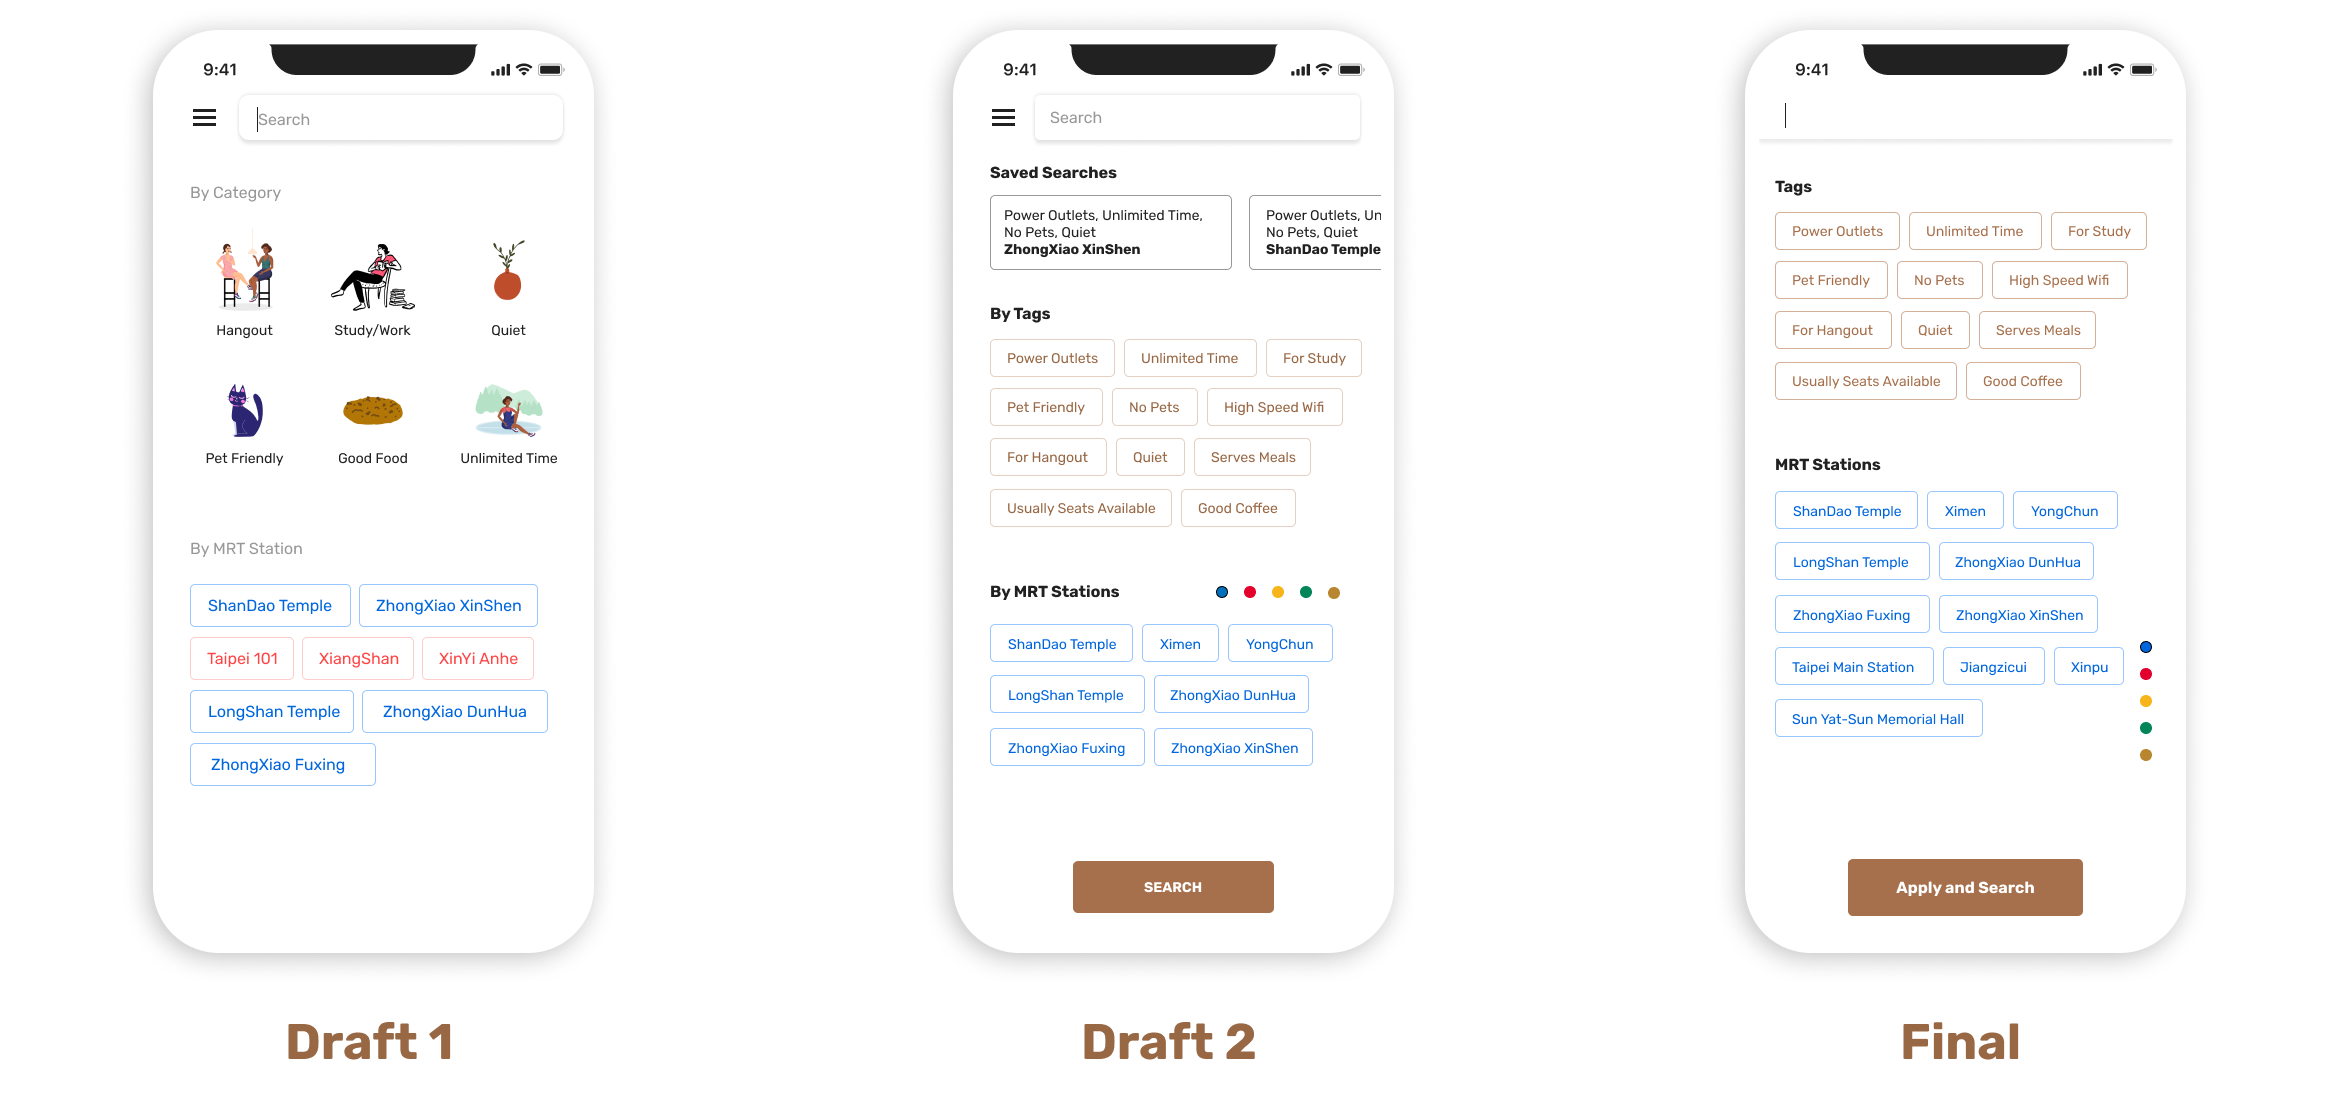 9:41
Search
By Category
Hangout
Study/Work
Quiet
Pet Friendly
Good Food
Unlimited Time
By MRT Station
ShanDao Temple
ZhongXiao XinShen
Taipei 101
XiangShan
XinYi Anhe
LongShan Temple
ZhongXiao DunHua
ZhongXiao Fuxing
Draft 1
9:41
Search
Saved Searches
Power Outlets, Unlimited Time,
No Pets, Quiet
ZhongXiao XinShen
Power Outlets, Un
No Pets, Quiet
ShanDao Temple
By Tags
Power Outlets
Unlimited Time
For Study
Pet Friendly
No Pets
High Speed Wifi
For Hangout
Quiet
Serves Meals
Usually Seats Available
Good Coffee
By MRT Stations
ShanDao Temple
Ximen
YongChun
LongShan Temple
ZhongXiao DunHua
ZhongXiao Fuxing
ZhongXiao XinShen
SEARCH
Draft 2
9:41
Tags
Power Outlets
Unlimited Time
For Study
Pet Friendly
No Pets
High Speed Wifi
For Hangout
Quiet
Serves Meals
Usually Seats Available
Good Coffee
MRT Stations
ShanDao Temple
Ximen
YongChun
LongShan Temple
ZhongXiao DunHua
ZhongXiao Fuxing
ZhongXiao XinShen
Taipei Main Station
Jiangzicui
Xinpu
Sun Yat-Sun Memorial Hall
Apply and Search
Final